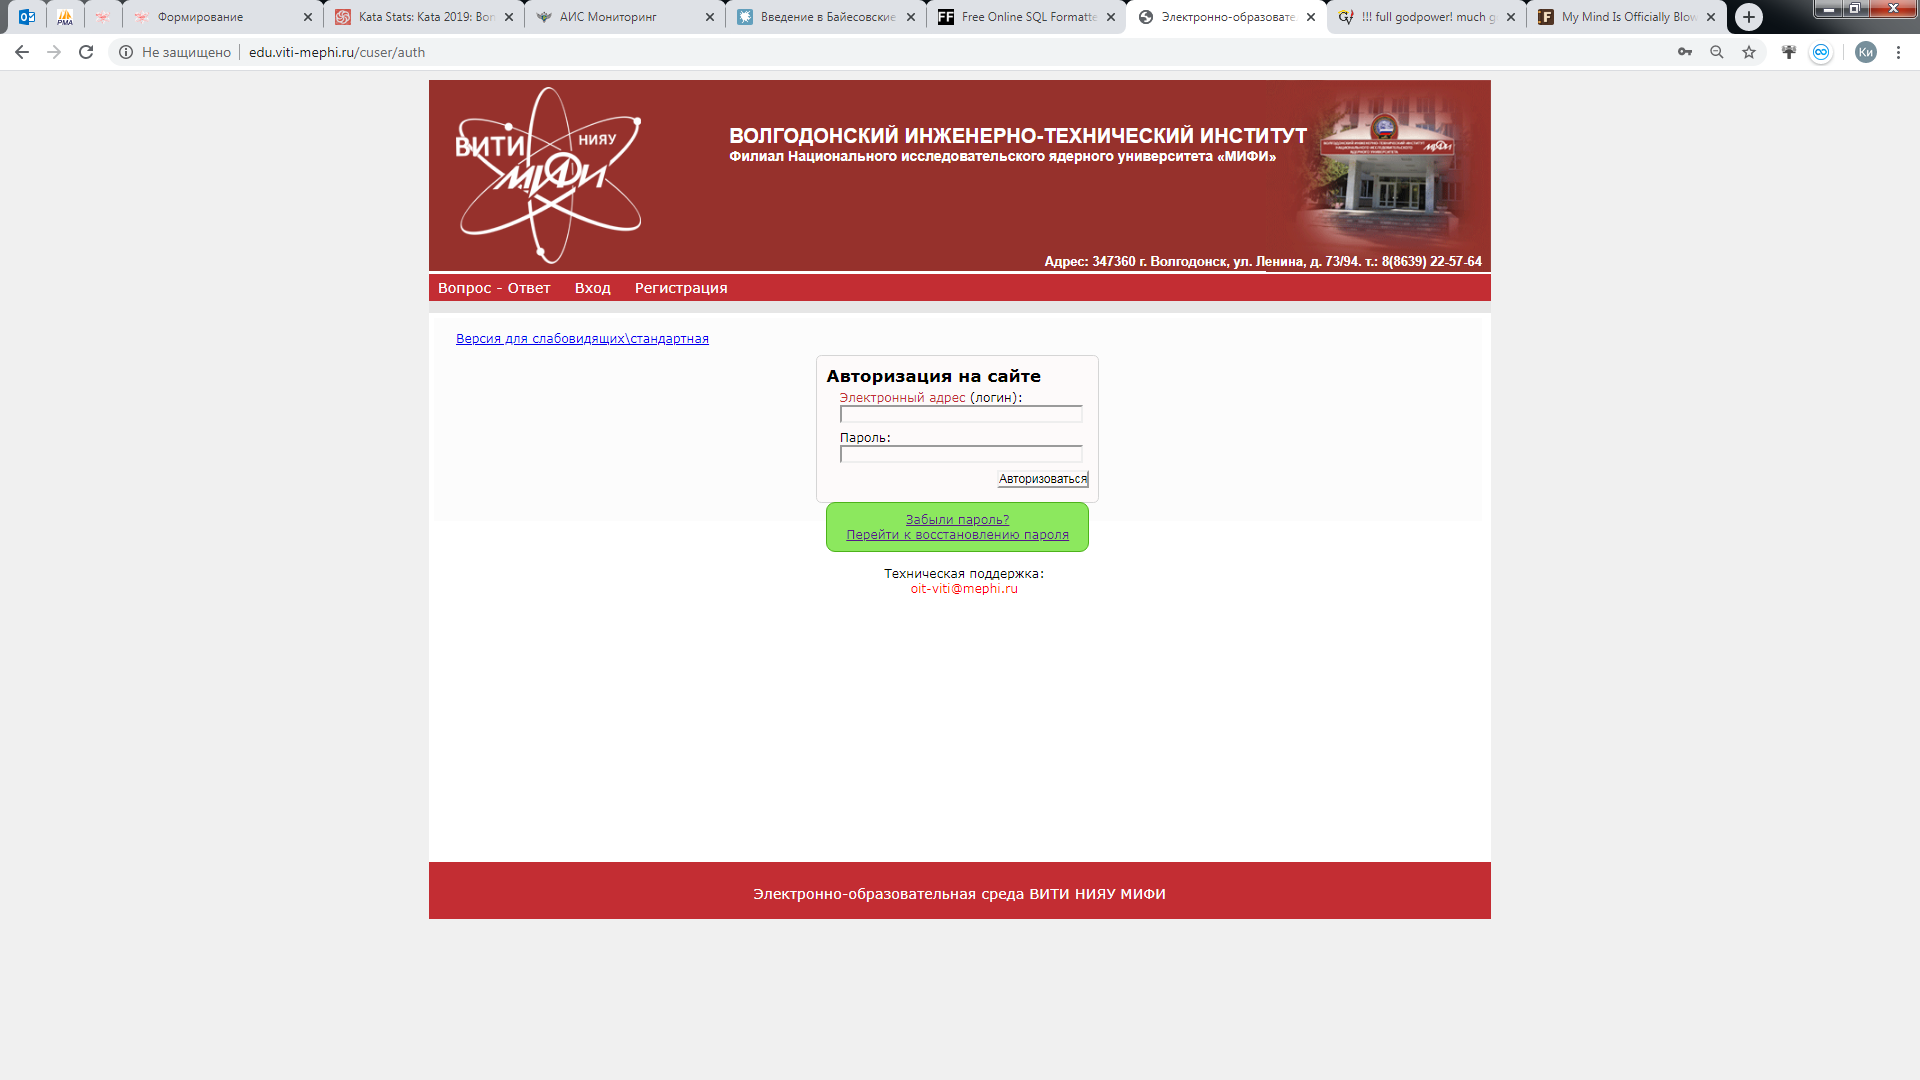 Формирование
Kata Stats: Kata 2019: Bor
АИС Мониторинг
Введение в Байесовские
Free Online SQL Formatte
Электронно-образовате
!!! full godpower! much g
My Mind Is Officially Blow
Не защищено
edu.viti-mephi.ru/cuser/auth
Ки
ВИТИ
НИЯУ
МИФИ
ВОЛГОДОНСКИЙ ИНЖЕНЕРНО-ТЕХНИЧЕСКИЙ ИНСТИТУТ
Филиал Национального исследовательского ядерного университета «МИФИ»
Адрес: 347360 г. Волгодонск, ул. Ленина, д. 73/94. т.: 8(8639) 22-57-64
Вопрос - Ответ
Вход
Регистрация
Версия для слабовидящих\стандартная
Авторизация на сайте
Электронный адрес (логин):
Пароль:
Авторизоваться
Забыли пароль?
Перейти к восстановлению пароля
Техническая поддержка:
oit-viti@mephi.ru
Электронно-образовательная среда ВИТИ НИЯУ МИФИ